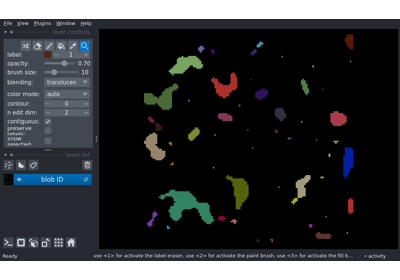 File View Plugins Window Help
layer controls
label: 1
opacity: 0.70
brush size: 10
blending: translucen
color mode: auto
contour: 0
n edit dim: 2
contiguous:
preserve
labels:
show
selected:
layer list
blob ID
Ready
use <1> for activate the label eraser, use <2> for activate the paint brush, use <3> for activate the fill b...
activity